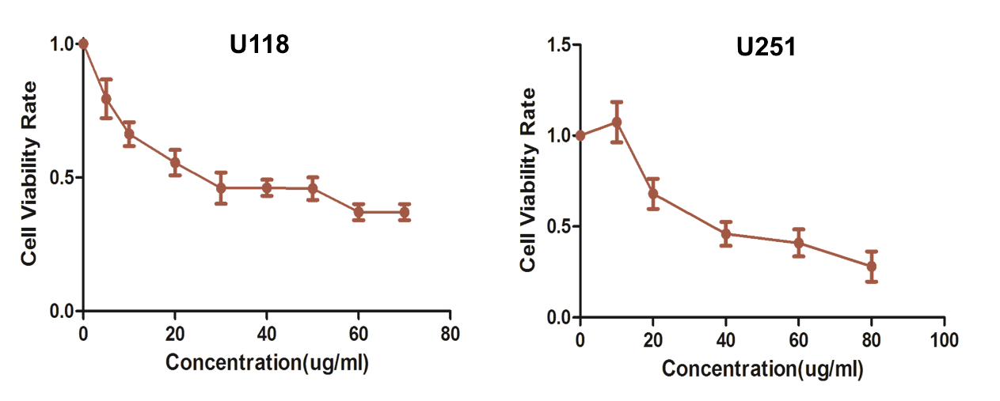 U118
Cell Viability Rate
1.0
0.5
0.0
0 20 40 60 80
Concentration(ug/ml)
U251
Cell Viability Rate
1.5
1.0
0.5
0.0
0 20 40 60 80 100
Concentration(ug/ml)